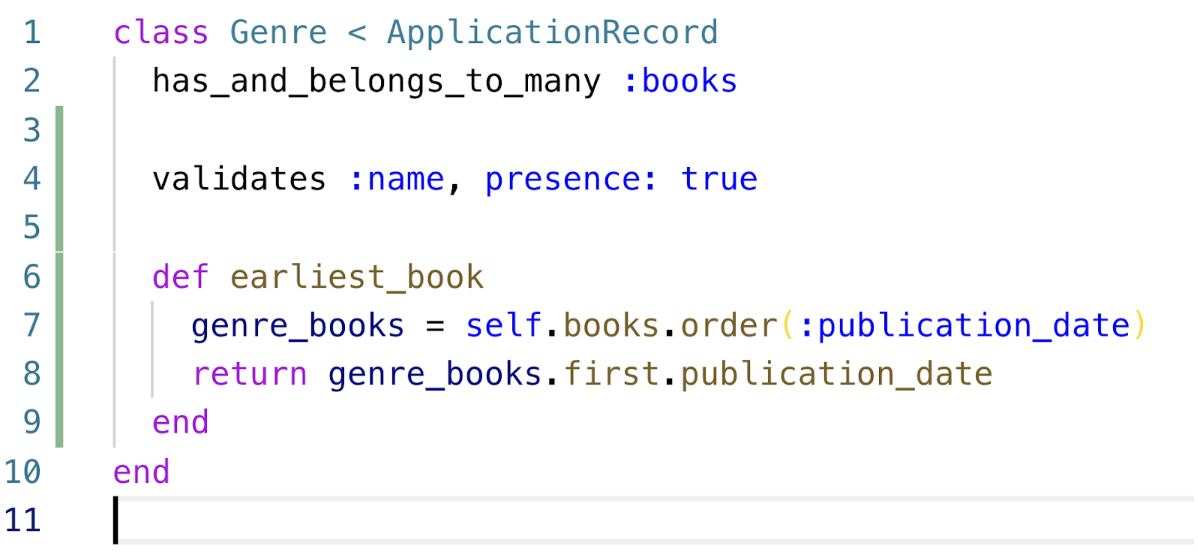 1 class Genre < ApplicationRecord
2 has_and_belongs_to_many :books
3
4 validates :name, presence: true
5
6 def earliest_book
7 genre_books = self.books.order(:publication_date)
8 return genre_books.first.publication_date
9 end
10 end
11